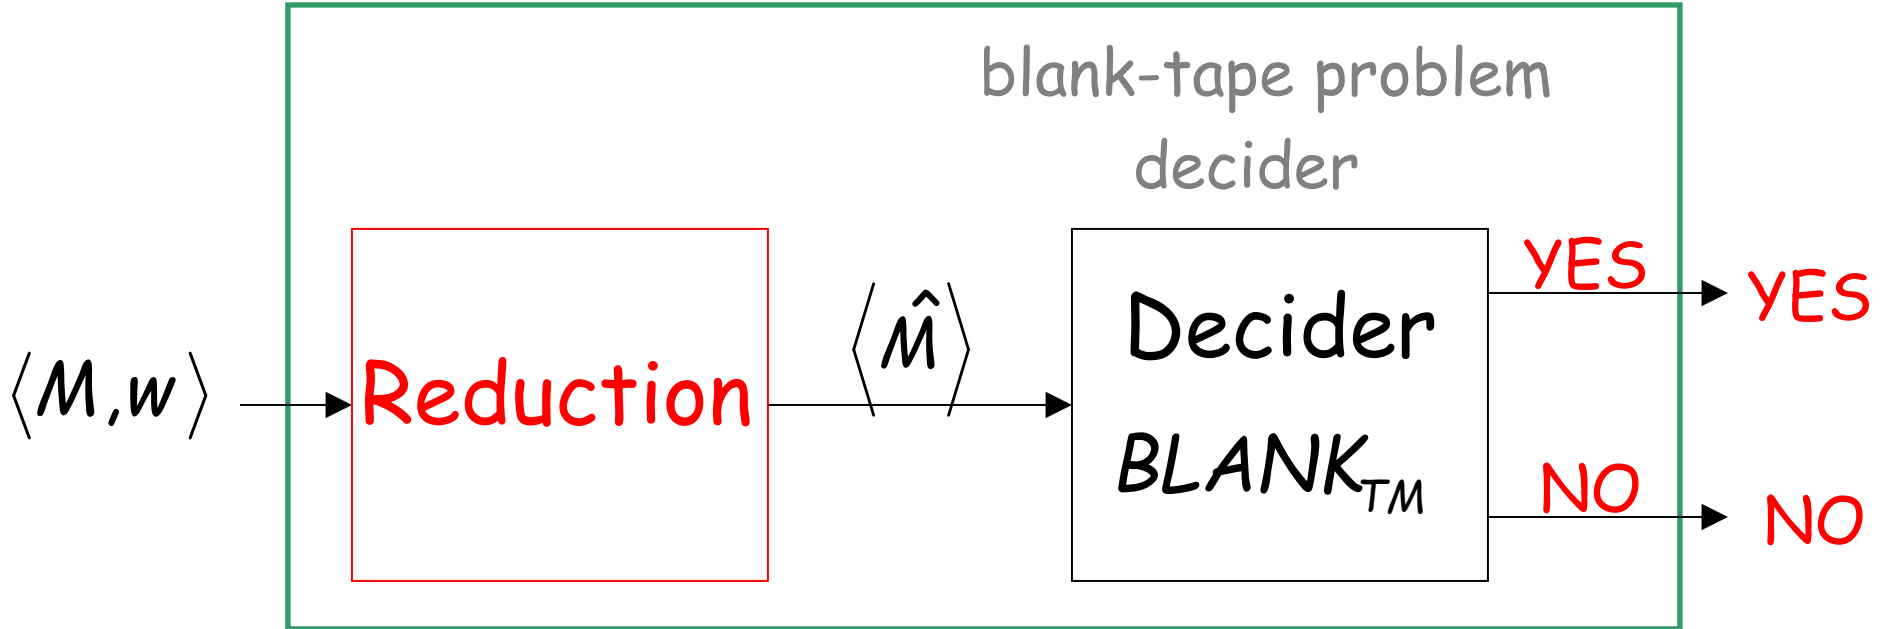 blank-tape problem
decider
⟨M,w⟩
Reduction
⟨M̂⟩
Decider
BLANK_TM
YES
YES
NO
NO